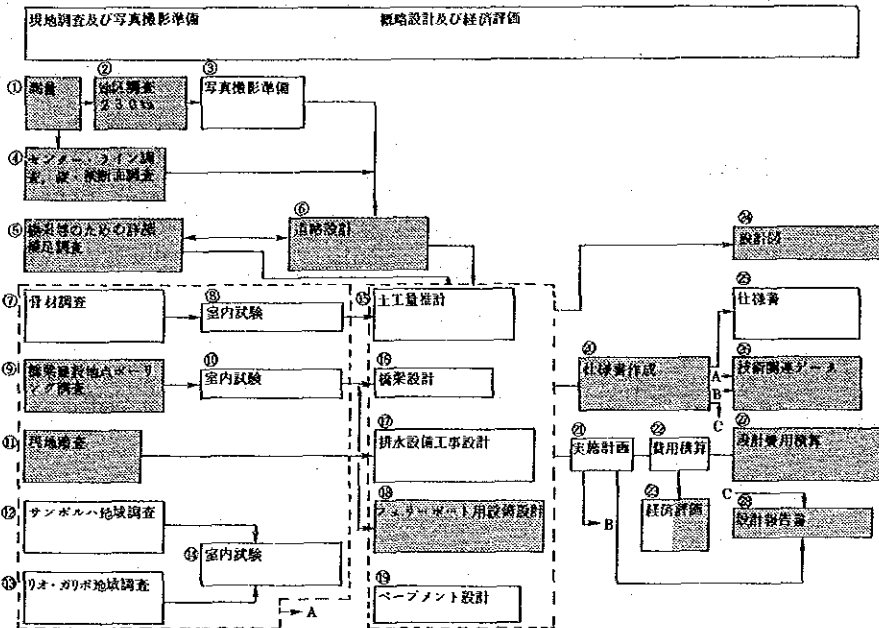 現地調査及び写真撮影準備
概略設計及び経済評価
①
測量
②
地区調査
230km
③
写真撮影準備
④
センター・ライン調
査、縦・横断面調査
⑤
橋梁等のための詳細
補足調査
⑥
道路設計
⑦
骨材調査
⑧
室内試験
⑨
橋梁建設地点ボーリ
ング調査
⑩
室内試験
⑪
現地踏査
⑫
サンボルハ地域調査
⑬
リオ・ガリボ地域調査
⑭
室内試験
A
⑮
土工量推計
⑯
橋梁設計
⑰
排水設備工事設計
⑱
フェリーボート用設備設計
⑲
ペーブメント設計
⑳
仕様書作成
A
B
C
㉑
実施計画
B
㉒
費用積算
㉓
経済評価
㉔
設計図
㉕
仕様書
㉖
技術関連データ
㉗
設計費用積算
C
㉘
設計報告書